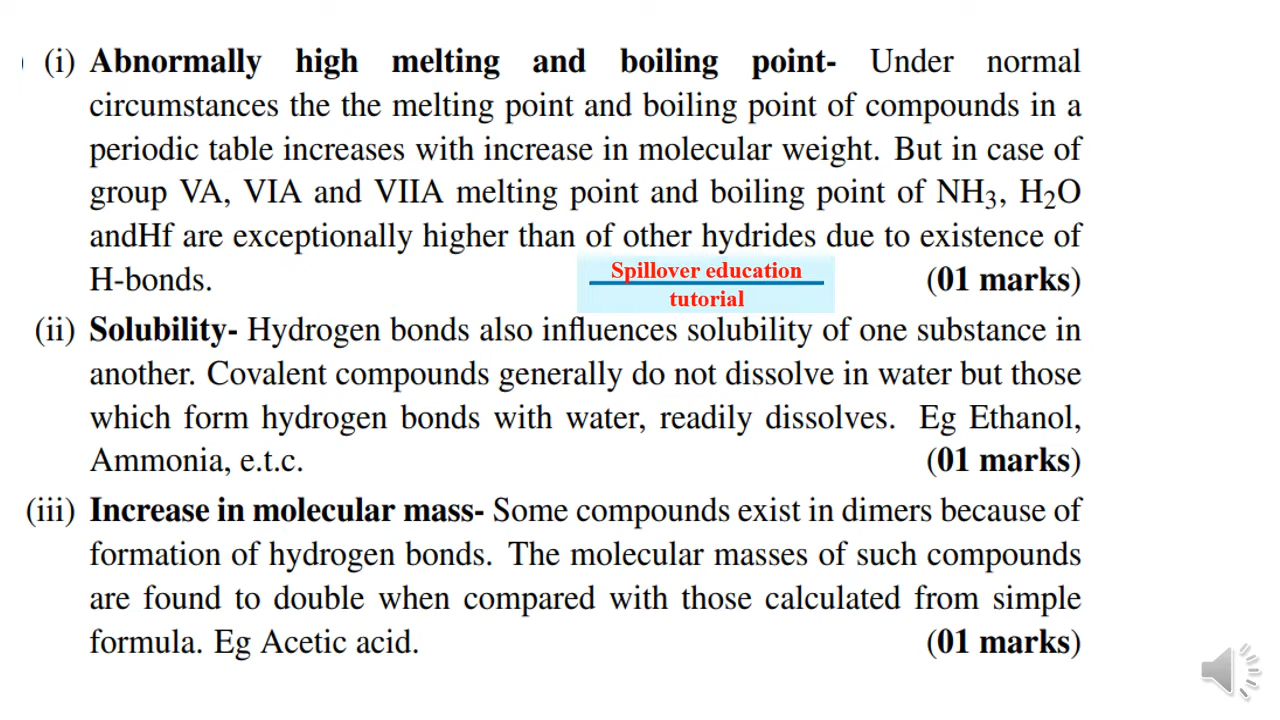 (i) Abnormally high melting and boiling point- Under normal
circumstances the the melting point and boiling point of compounds in a
periodic table increases with increase in molecular weight. But in case of
group VA, VIA and VIIA melting point and boiling point of NH3, H2O
andHf are exceptionally higher than of other hydrides due to existence of
H-bonds. (01 marks)
Spillover education
tutorial
(ii) Solubility- Hydrogen bonds also influences solubility of one substance in
another. Covalent compounds generally do not dissolve in water but those
which form hydrogen bonds with water, readily dissolves. Eg Ethanol,
Ammonia, e.t.c. (01 marks)
(iii) Increase in molecular mass- Some compounds exist in dimers because of
formation of hydrogen bonds. The molecular masses of such compounds
are found to double when compared with those calculated from simple
formula. Eg Acetic acid. (01 marks)